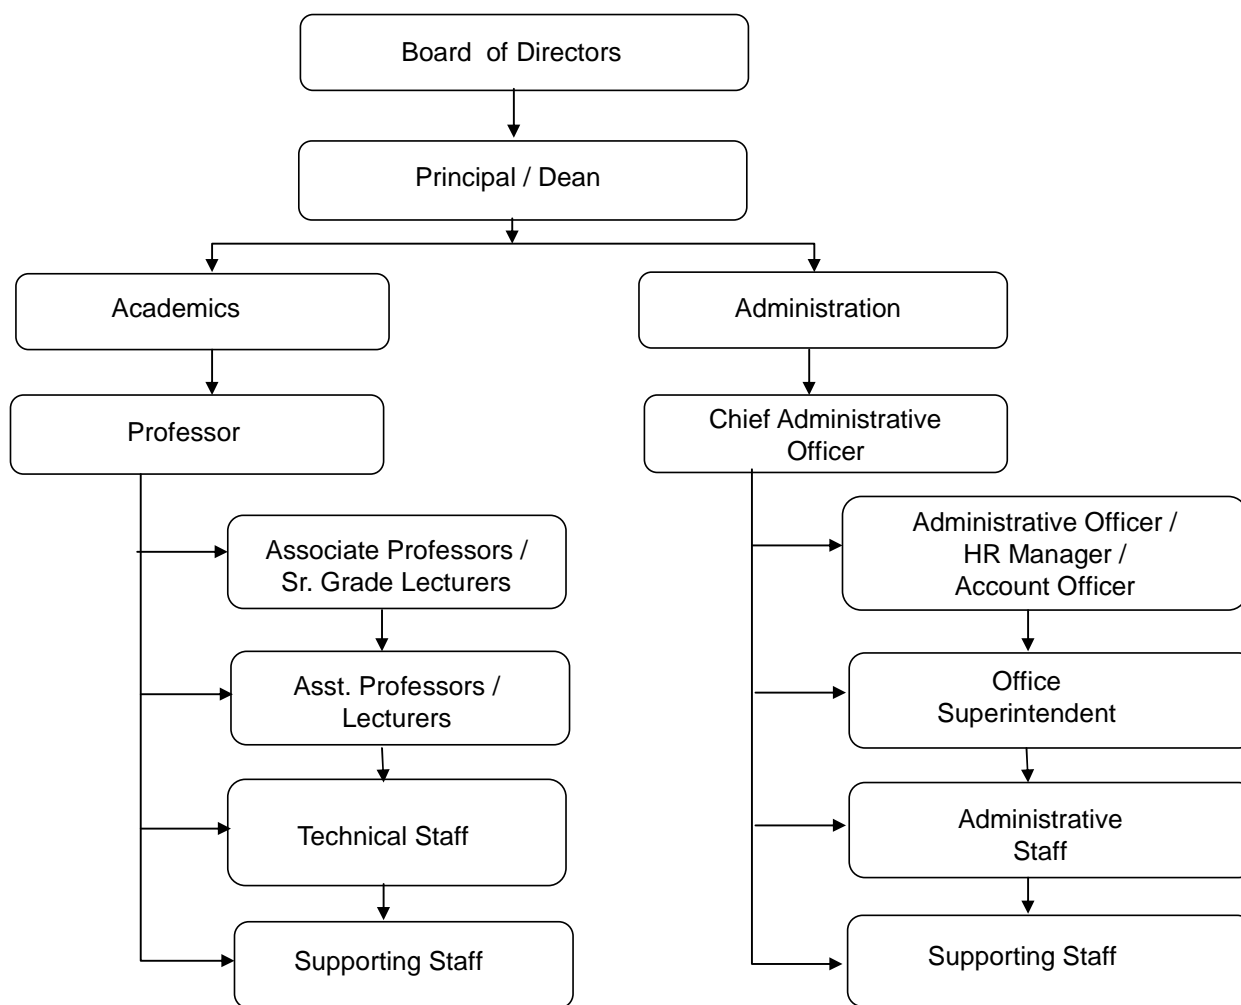 Board of Directors
Principal / Dean
Academics
Administration
Professor
Chief Administrative
Officer
Associate Professors /
Sr. Grade Lecturers
Administrative Officer /
HR Manager /
Account Officer
Asst. Professors /
Lecturers
Office
Superintendent
Technical Staff
Administrative
Staff
Supporting Staff
Supporting Staff